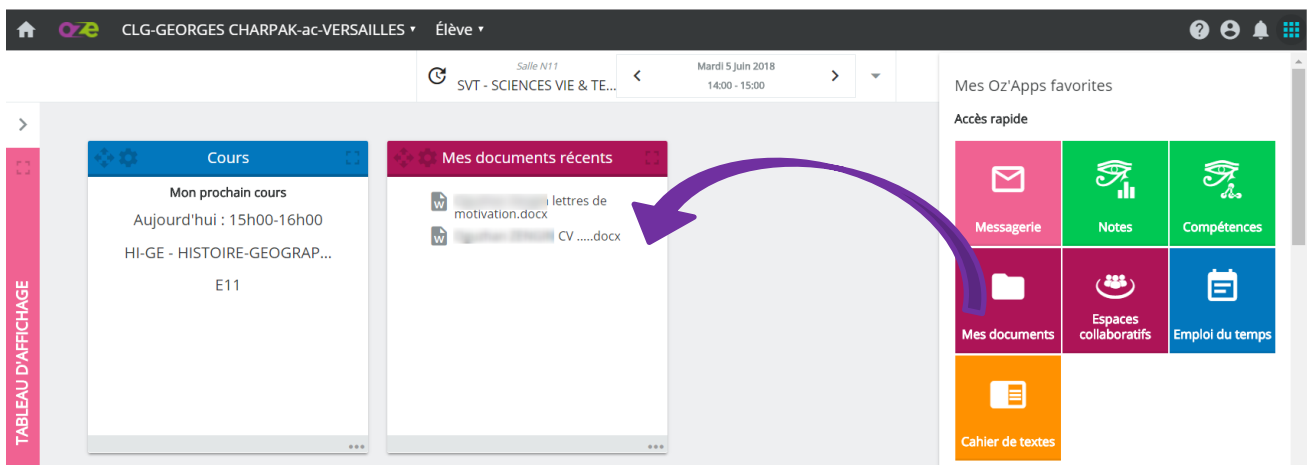 oze CLG-GEORGES CHARPAK-ac-VERSAILLES Élève
Salle N11
SVT - SCIENCES VIE & TE...
Mardi 5 Juin 2018
14:00 - 15:00
Mes Oz'Apps favorites
Accès rapide
TABLEAU D'AFFICHAGE
Cours
Mon prochain cours
Aujourd'hui : 15h00-16h00
HI-GE - HISTOIRE-GEOGRAP...
E11
Mes documents récents
lettres de
motivation.docx
CV .....docx
Messagerie
Notes
Compétences
Mes documents
Espaces
collaboratifs
Emploi du temps
Cahier de textes